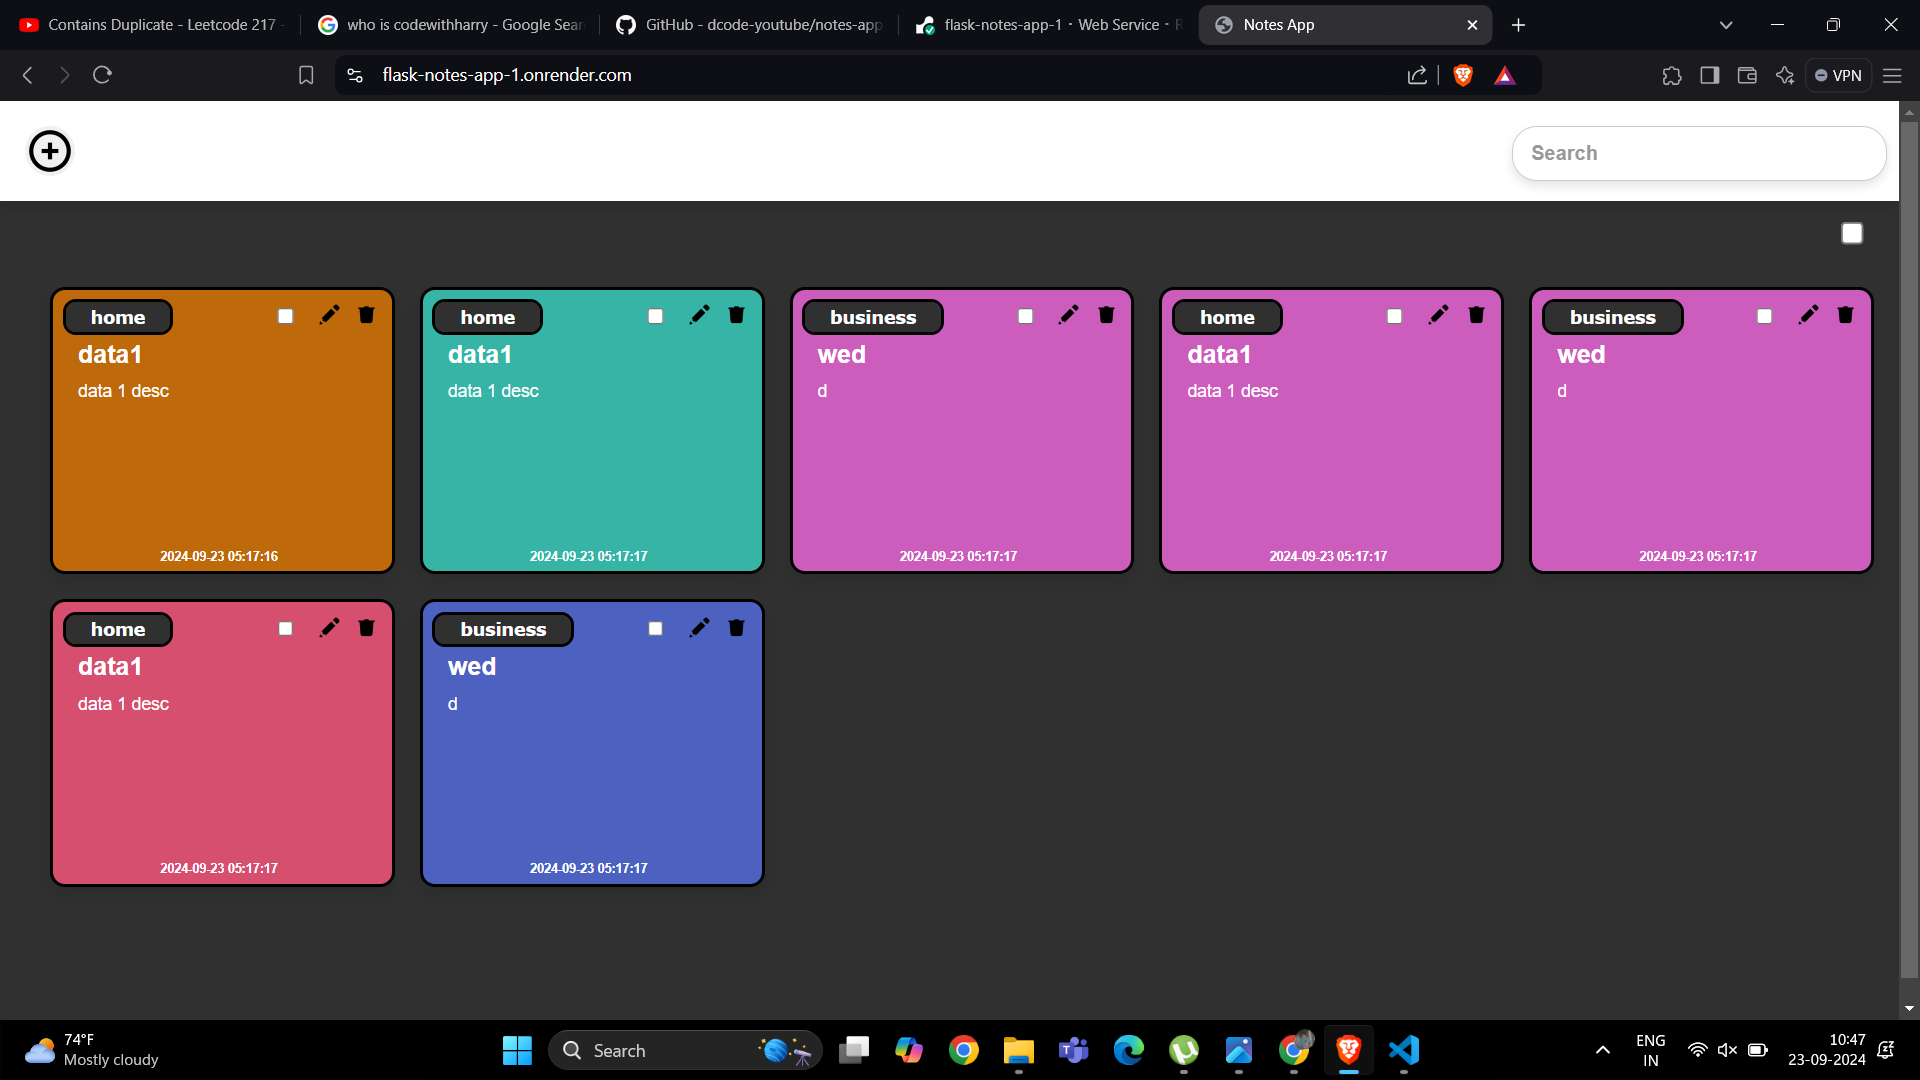 Contains Duplicate - Leetcode 217 -
who is codewithharry - Google Sear
GitHub - dcode-youtube/notes-app
flask-notes-app-1 · Web Service · R
Notes App
flask-notes-app-1.onrender.com
VPN
Search
home
data1
data 1 desc
2024-09-23 05:17:16
home
data1
data 1 desc
2024-09-23 05:17:17
business
wed
d
2024-09-23 05:17:17
home
data1
data 1 desc
2024-09-23 05:17:17
business
wed
d
2024-09-23 05:17:17
home
data1
data 1 desc
2024-09-23 05:17:17
business
wed
d
2024-09-23 05:17:17
74°F
Mostly cloudy
Search
ENG
IN
10:47
23-09-2024